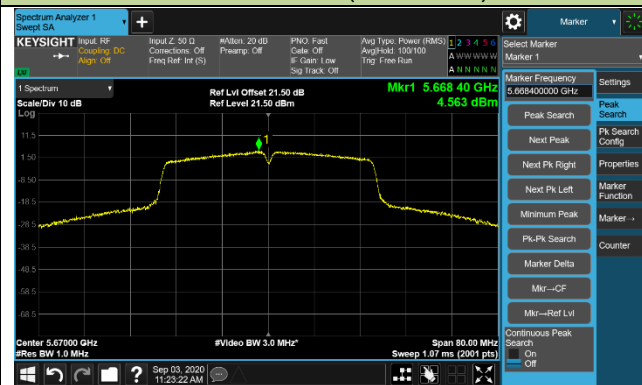 Spectrum Analyzer 1
Swept SA
+
Marker
KEYSIGHT
Input: RF
Coupling: DC
Align: Off
Input Z: 50 Ω
Corrections: Off
Freq Ref: Int (S)
#Atten: 20 dB
Preamp: Off
PNO: Fast
Gate: Off
IF Gain: Low
Sig Track: Off
Avg Type: Power (RMS)
Avg|Hold: 100/100
Trig: Free Run
1 2 3 4 5 6
A W W W W W
A N N N N N
LXI
Select Marker
Marker 1
1 Spectrum
Scale/Div 10 dB
Log
Ref Lvl Offset 21.50 dB
Ref Level 21.50 dBm
Mkr1 5.668 40 GHz
4.563 dBm
1
11.5
1.50
-8.50
-18.5
-28.5
-38.5
-48.5
-58.5
-68.5
Center 5.67000 GHz
#Res BW 1.0 MHz
#Video BW 3.0 MHz*
Span 80.00 MHz
Sweep 1.07 ms (2001 pts)
Marker Frequency
5.668400000 GHz
Peak Search
Next Peak
Next Pk Right
Next Pk Left
Minimum Peak
Pk-Pk Search
Marker Delta
Mkr→CF
Mkr→Ref Lvl
Continuous Peak
Search
On
Off
Settings
Peak
Search
Pk Search
Config
Properties
Marker
Function
Marker→
Counter
?
Sep 03, 2020
11:23:22 AM